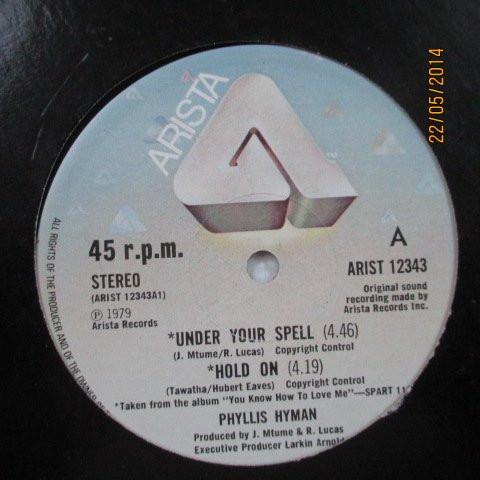 22/05/2014
ARISTA
TM
45 r.p.m.
A
STEREO
ARIST 12343
(ARIST 12343A1)
Ⓟ 1979
Arista Records
Original sound
recording made by
Arista Records Inc.
*UNDER YOUR SPELL (4.46)
(J. Mtume/R. Lucas) Copyright Control
*HOLD ON (4.19)
(Tawatha/Hubert Eaves) Copyright Control
*Taken from the album "You Know How To Love Me"—SPART
PHYLLIS HYMAN
Produced by J. Mtume & R. Lucas
Executive Producer Larkin Arnold
ALL RIGHTS OF THE PRODUCER AND OF THE OWNER